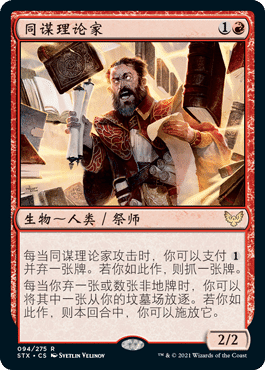 同谋理论家 1
生物～人类／祭师
每当同谋理论家攻击时，你可以支付 1
并弃一张牌。若你如此作，则抓一张牌。
每当你弃一张或数张非地牌时，你可以
将其中一张从你的坟墓场放逐。若你如
此作，则本回合中，你可以施放它。
2/2
094/275 R
STX • CS SVETLIN VELINOV
™ & © 2021 Wizards of the Coast